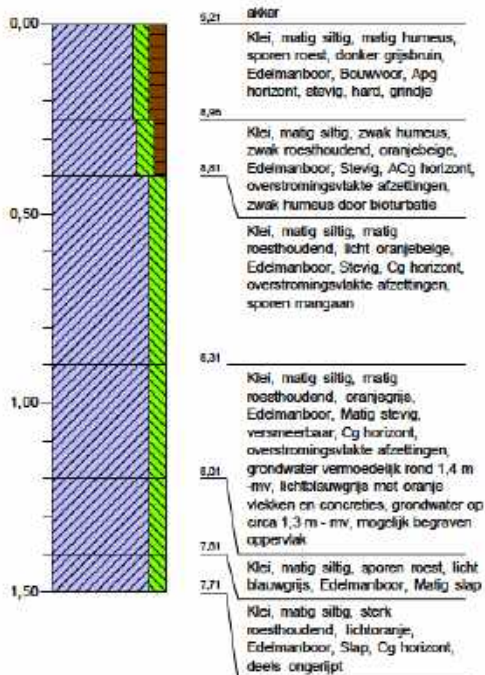 0,00
9,21
akker
Klei, matig siltig, matig humeus,
sporen roest, donker grijsbruin,
Edelmanboor, Bouwvoor, Apg
horizont, stevig, hard, grindje
8,96
Klei, matig siltig, zwak humeus,
zwak roesthoudend, oranjebeige,
Edelmanboor, Stevig, ACg horizont,
overstromingsvlakte afzettingen,
zwak humeus door bioturbatie
8,81
0,50
Klei, matig siltig, matig
roesthoudend, licht oranjebeige,
Edelmanboor, Stevig, Cg horizont,
overstromingsvlakte afzettingen,
sporen mangaan
8,31
1,00
Klei, matig siltig, matig
roesthoudend, oranjegrijs,
Edelmanboor, Matig stevig,
versmeerbaar, Cg horizont,
overstromingsvlakte afzettingen,
grondwater vermoedelijk rond 1,4 m
-mv, lichtblauwgrijs met oranje
vlekken en concreties, grondwater op
circa 1,3 m - mv, mogelijk begraven
oppervlak
8,01
7,81
Klei, matig siltig, sporen roest, licht
blauwgrijs, Edelmanboor, Matig slap
1,50
7,71
Klei, matig siltig, sterk
roesthoudend, lichtoranje,
Edelmanboor, Slap, Cg horizont,
deels ongerijpt